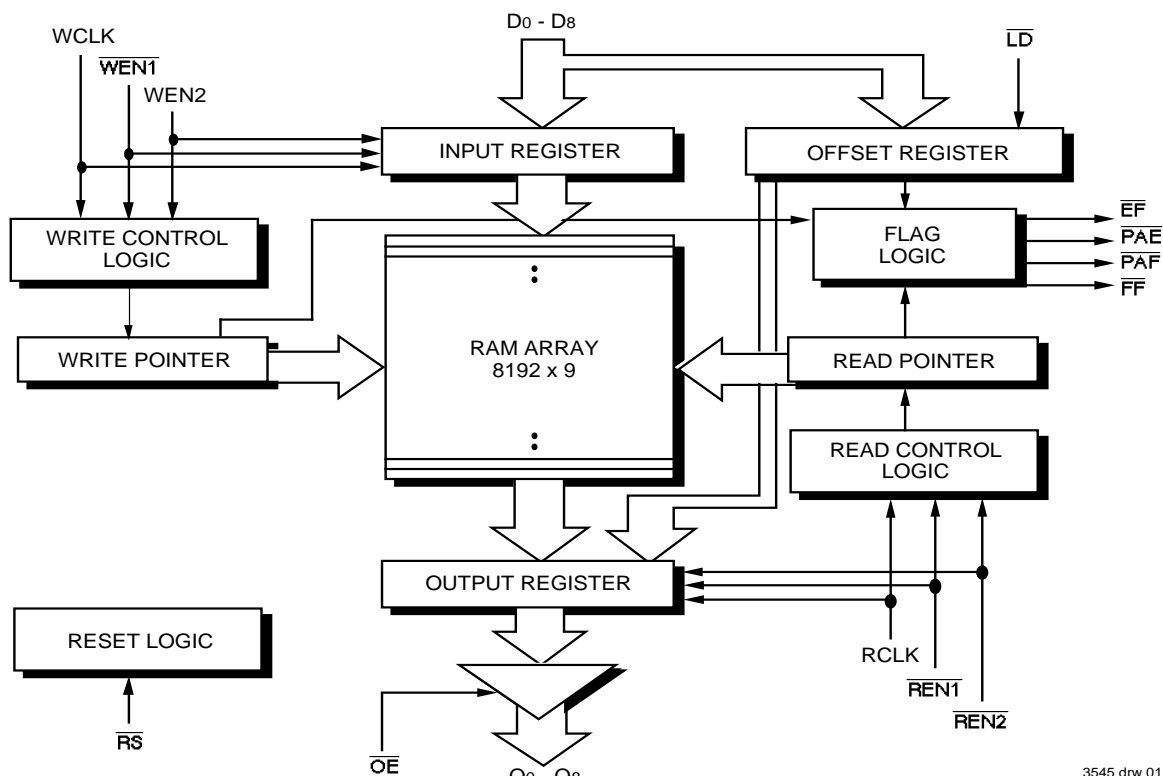 D0 - D8
WCLK
LD
WEN1
WEN2
INPUT REGISTER
OFFSET REGISTER
WRITE CONTROL
LOGIC
FLAG
LOGIC
EF
PAE
PAF
FF
WRITE POINTER
RAM ARRAY
8192 x 9
READ POINTER
READ CONTROL
LOGIC
OUTPUT REGISTER
RESET LOGIC
RCLK
REN1
REN2
RS
OE
Q0 - Q8
3545 drw 01